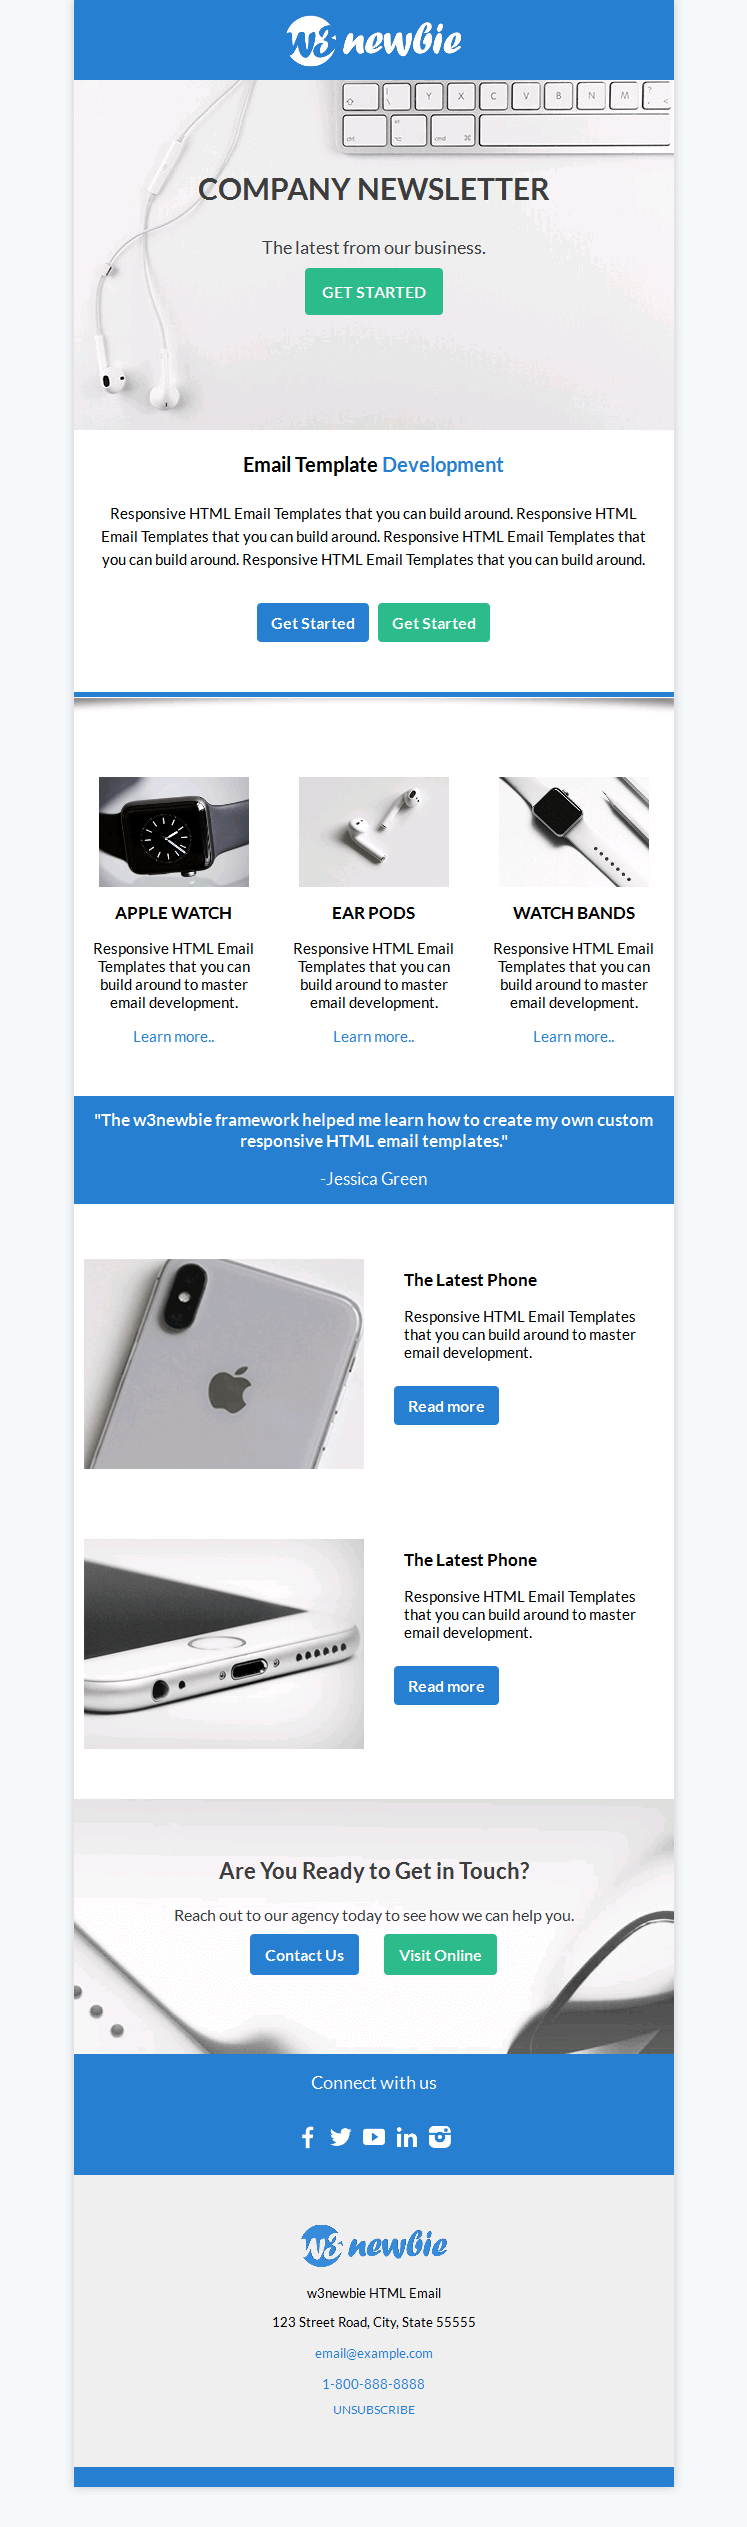 w3 newbie
Y X C V B N M ?
ctrl alt cmd
COMPANY NEWSLETTER
The latest from our business.
GET STARTED
Email Template Development
Responsive HTML Email Templates that you can build around. Responsive HTML
Email Templates that you can build around. Responsive HTML Email Templates that
you can build around. Responsive HTML Email Templates that you can build around.
Get Started Get Started
APPLE WATCH
Responsive HTML Email
Templates that you can
build around to master
email development.
Learn more..
EAR PODS
Responsive HTML Email
Templates that you can
build around to master
email development.
Learn more..
WATCH BANDS
Responsive HTML Email
Templates that you can
build around to master
email development.
Learn more..
"The w3newbie framework helped me learn how to create my own custom
responsive HTML email templates."
-Jessica Green
The Latest Phone
Responsive HTML Email Templates
that you can build around to master
email development.
Read more
The Latest Phone
Responsive HTML Email Templates
that you can build around to master
email development.
Read more
Are You Ready to Get in Touch?
Reach out to our agency today to see how we can help you.
Contact Us Visit Online
Connect with us
w3 newbie
w3newbie HTML Email
123 Street Road, City, State 55555
email@example.com
1-800-888-8888
UNSUBSCRIBE